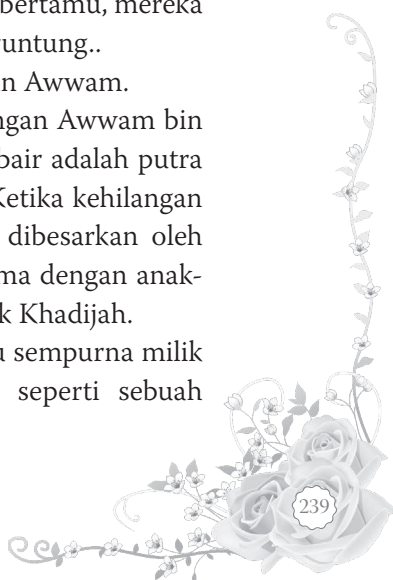 bertamu, mereka
untung..
n Awwam.
ngan Awwam bin
bair adalah putra
Ketika kehilangan
dibesarkan oleh
ma dengan anak-
k Khadijah.
u sempurna milik
seperti sebuah
239